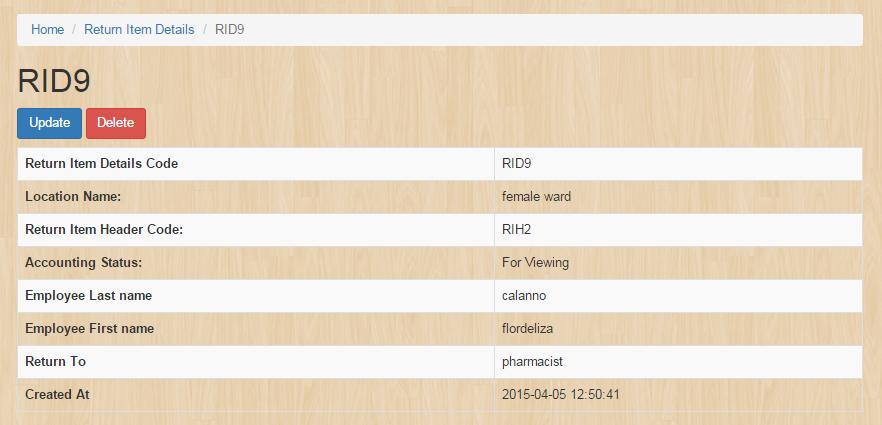 Home / Return Item Details / RID9
RID9
Update Delete
Return Item Details Code RID9
Location Name: female ward
Return Item Header Code: RIH2
Accounting Status: For Viewing
Employee Last name calanno
Employee First name flordeliza
Return To pharmacist
Created At 2015-04-05 12:50:41